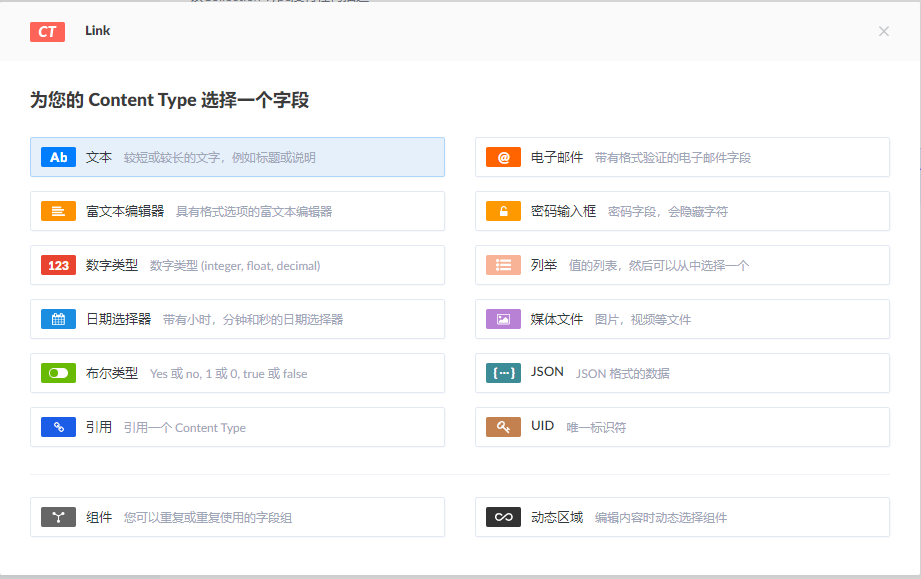 CT Link
为您的 Content Type 选择一个字段
Ab 文本 较短或较长的文字，例如标题或说明
@ 电子邮件 带有格式验证的电子邮件字段
富文本编辑器 具有格式选项的富文本编辑器
密码输入框 密码字段，会隐藏字符
123 数字类型 数字类型 (integer, float, decimal)
列举 值的列表，然后可以从中选择一个
日期选择器 带有小时，分钟和秒的日期选择器
媒体文件 图片，视频等文件
布尔类型 Yes 或 no, 1 或 0, true 或 false
{···} JSON JSON 格式的数据
引用 引用一个 Content Type
UID 唯一标识符
组件 您可以重复或重复使用的字段组
动态区域 编辑内容时动态选择组件